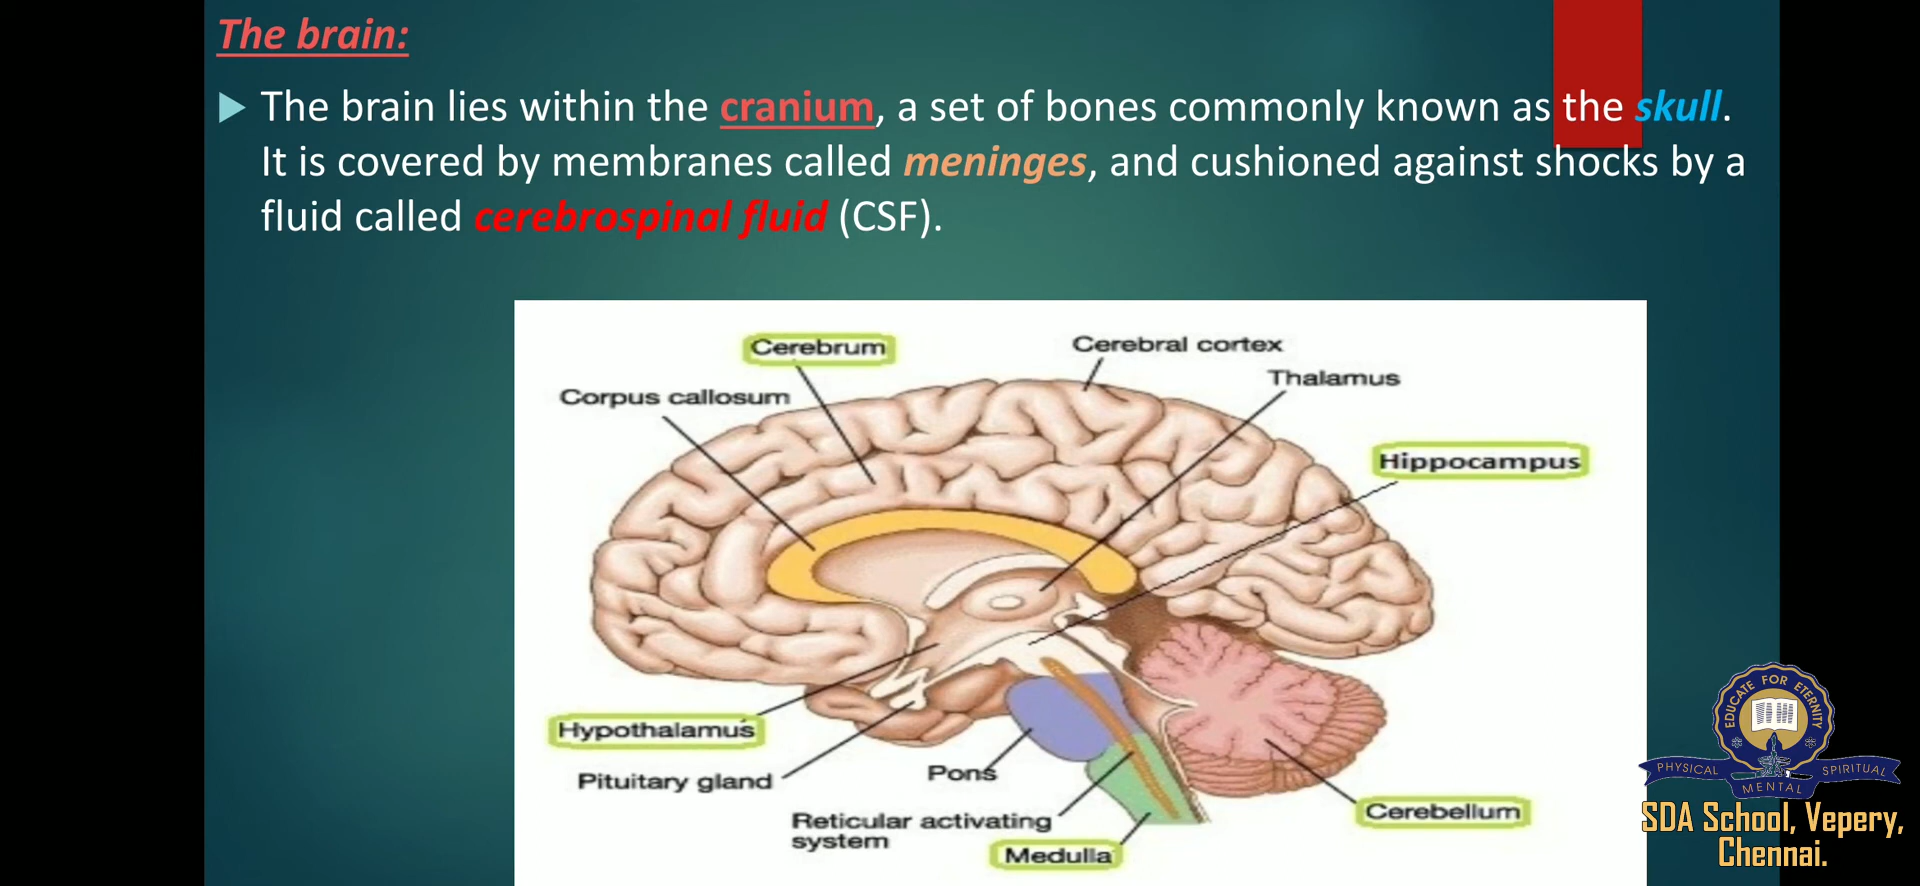 The brain:
The brain lies within the cranium, a set of bones commonly known as the skull.
It is covered by membranes called meninges, and cushioned against shocks by a
fluid called cerebrospinal fluid (CSF).
Cerebrum
Cerebral cortex
Thalamus
Corpus callosum
Hippocampus
Hypothalamus
Pituitary gland
Pons
Reticular activating
system
Medulla
Cerebellum
EDUCATE FOR ETERNITY
PHYSICAL
MENTAL
SPIRITUAL
SDA School, Vepery,
Chennai.